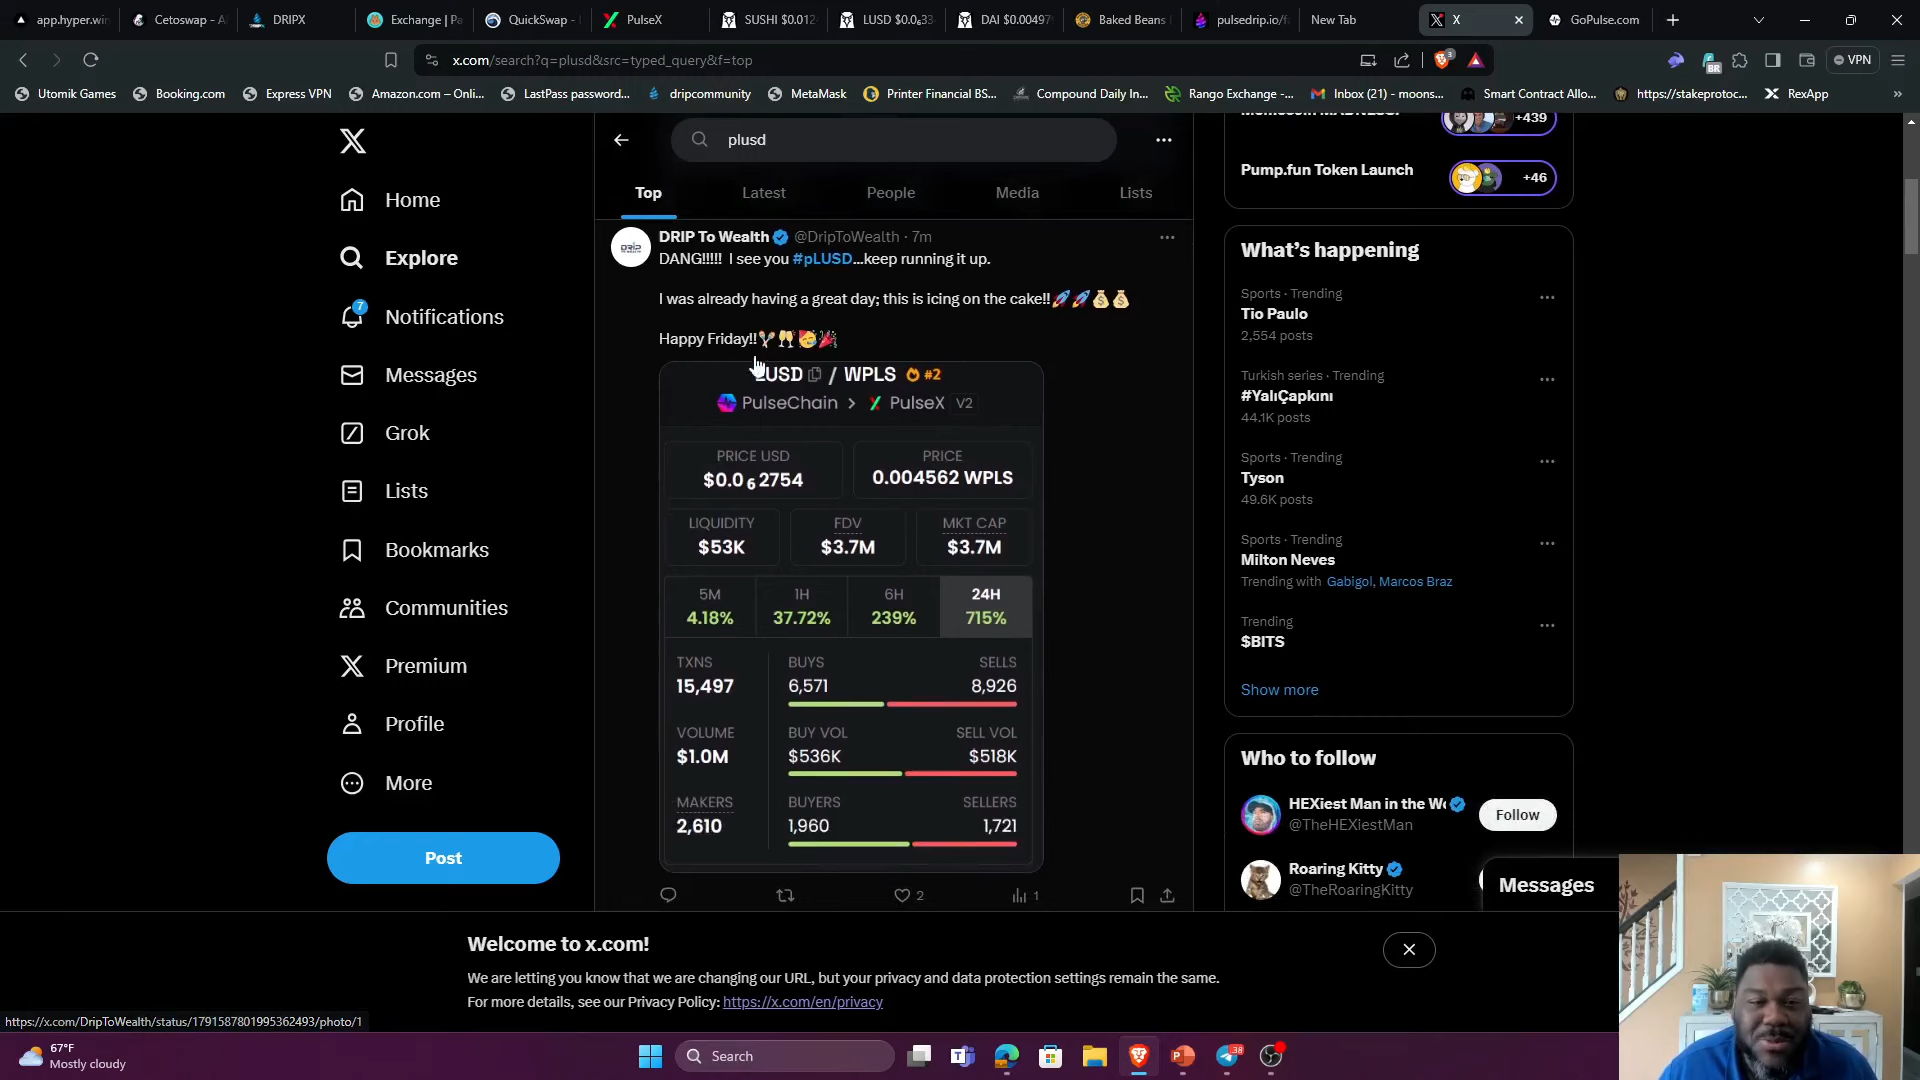 app.hyper.win
Cetoswap - A
DRIPX
Exchange | Pa
QuickSwap -
PulseX
SUSHI $0.012
LUSD $0.0₆33
DAI $0.00497
Baked Beans
pulsedrip.io/f
New Tab
X
GoPulse.com
x.com/search?q=plusd&src=typed_query&f=top
3
BR
VPN
Utomik Games
Booking.com
Express VPN
Amazon.com – Onli...
LastPass password...
dripcommunity
MetaMask
Printer Financial BS...
Compound Daily In...
Rango Exchange -...
Inbox (21) - moons...
Smart Contract Allo...
https://stakeprotoc...
RexApp
Home
Explore
7
Notifications
Messages
Grok
Lists
Bookmarks
Communities
Premium
Profile
More
Post
plusd
Top
Latest
People
Media
Lists
DRIP To Wealth @DripToWealth · 7m
DANG!!!!! I see you #pLUSD...keep running it up.
I was already having a great day; this is icing on the cake!!🚀🚀💰💰
Happy Friday!!🪇🥂🥳🎉
LUSD / WPLS #2
PulseChain > PulseX V2
PRICE USD
$0.0₆2754
PRICE
0.004562 WPLS
LIQUIDITY
$53K
FDV
$3.7M
MKT CAP
$3.7M
5M
4.18%
1H
37.72%
6H
239%
24H
715%
TXNS
15,497
BUYS
6,571
SELLS
8,926
VOLUME
$1.0M
BUY VOL
$536K
SELL VOL
$518K
MAKERS
2,610
BUYERS
1,960
SELLERS
1,721
2
1
+439
Pump.fun Token Launch
+46
What's happening
Sports · Trending
Tio Paulo
2,554 posts
Turkish series · Trending
#YalıÇapkını
44.1K posts
Sports · Trending
Tyson
49.6K posts
Sports · Trending
Milton Neves
Trending with Gabigol, Marcos Braz
Trending
$BITS
Show more
Who to follow
HEXiest Man in the Wo
@TheHEXiestMan
Follow
Roaring Kitty
@TheRoaringKitty
Messages
Welcome to x.com!
We are letting you know that we are changing our URL, but your privacy and data protection settings remain the same.
For more details, see our Privacy Policy: https://x.com/en/privacy
https://x.com/DripToWealth/status/1791587801995362493/photo/1
67°F
Mostly cloudy
Search
38